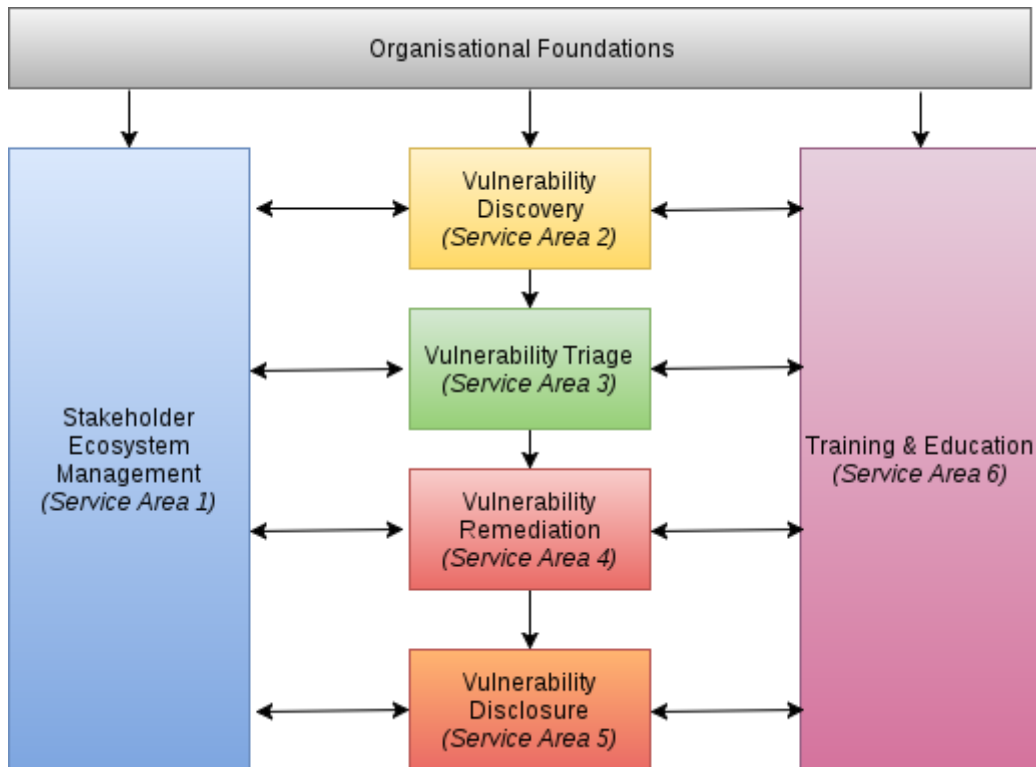 Organisational Foundations
Vulnerability
Discovery
(Service Area 2)
Vulnerability Triage
(Service Area 3)
Stakeholder
Ecosystem
Management
(Service Area 1)
Training & Education
(Service Area 6)
Vulnerability
Remediation
(Service Area 4)
Vulnerability
Disclosure
(Service Area 5)